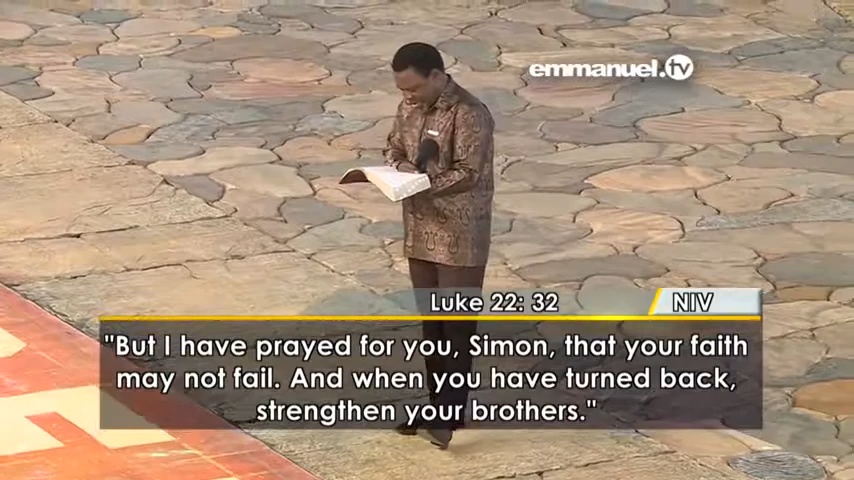 emmanuel.tv
Luke 22: 32
NIV
"But I have prayed for you, Simon, that your faith
may not fail. And when you have turned back,
strengthen your brothers."